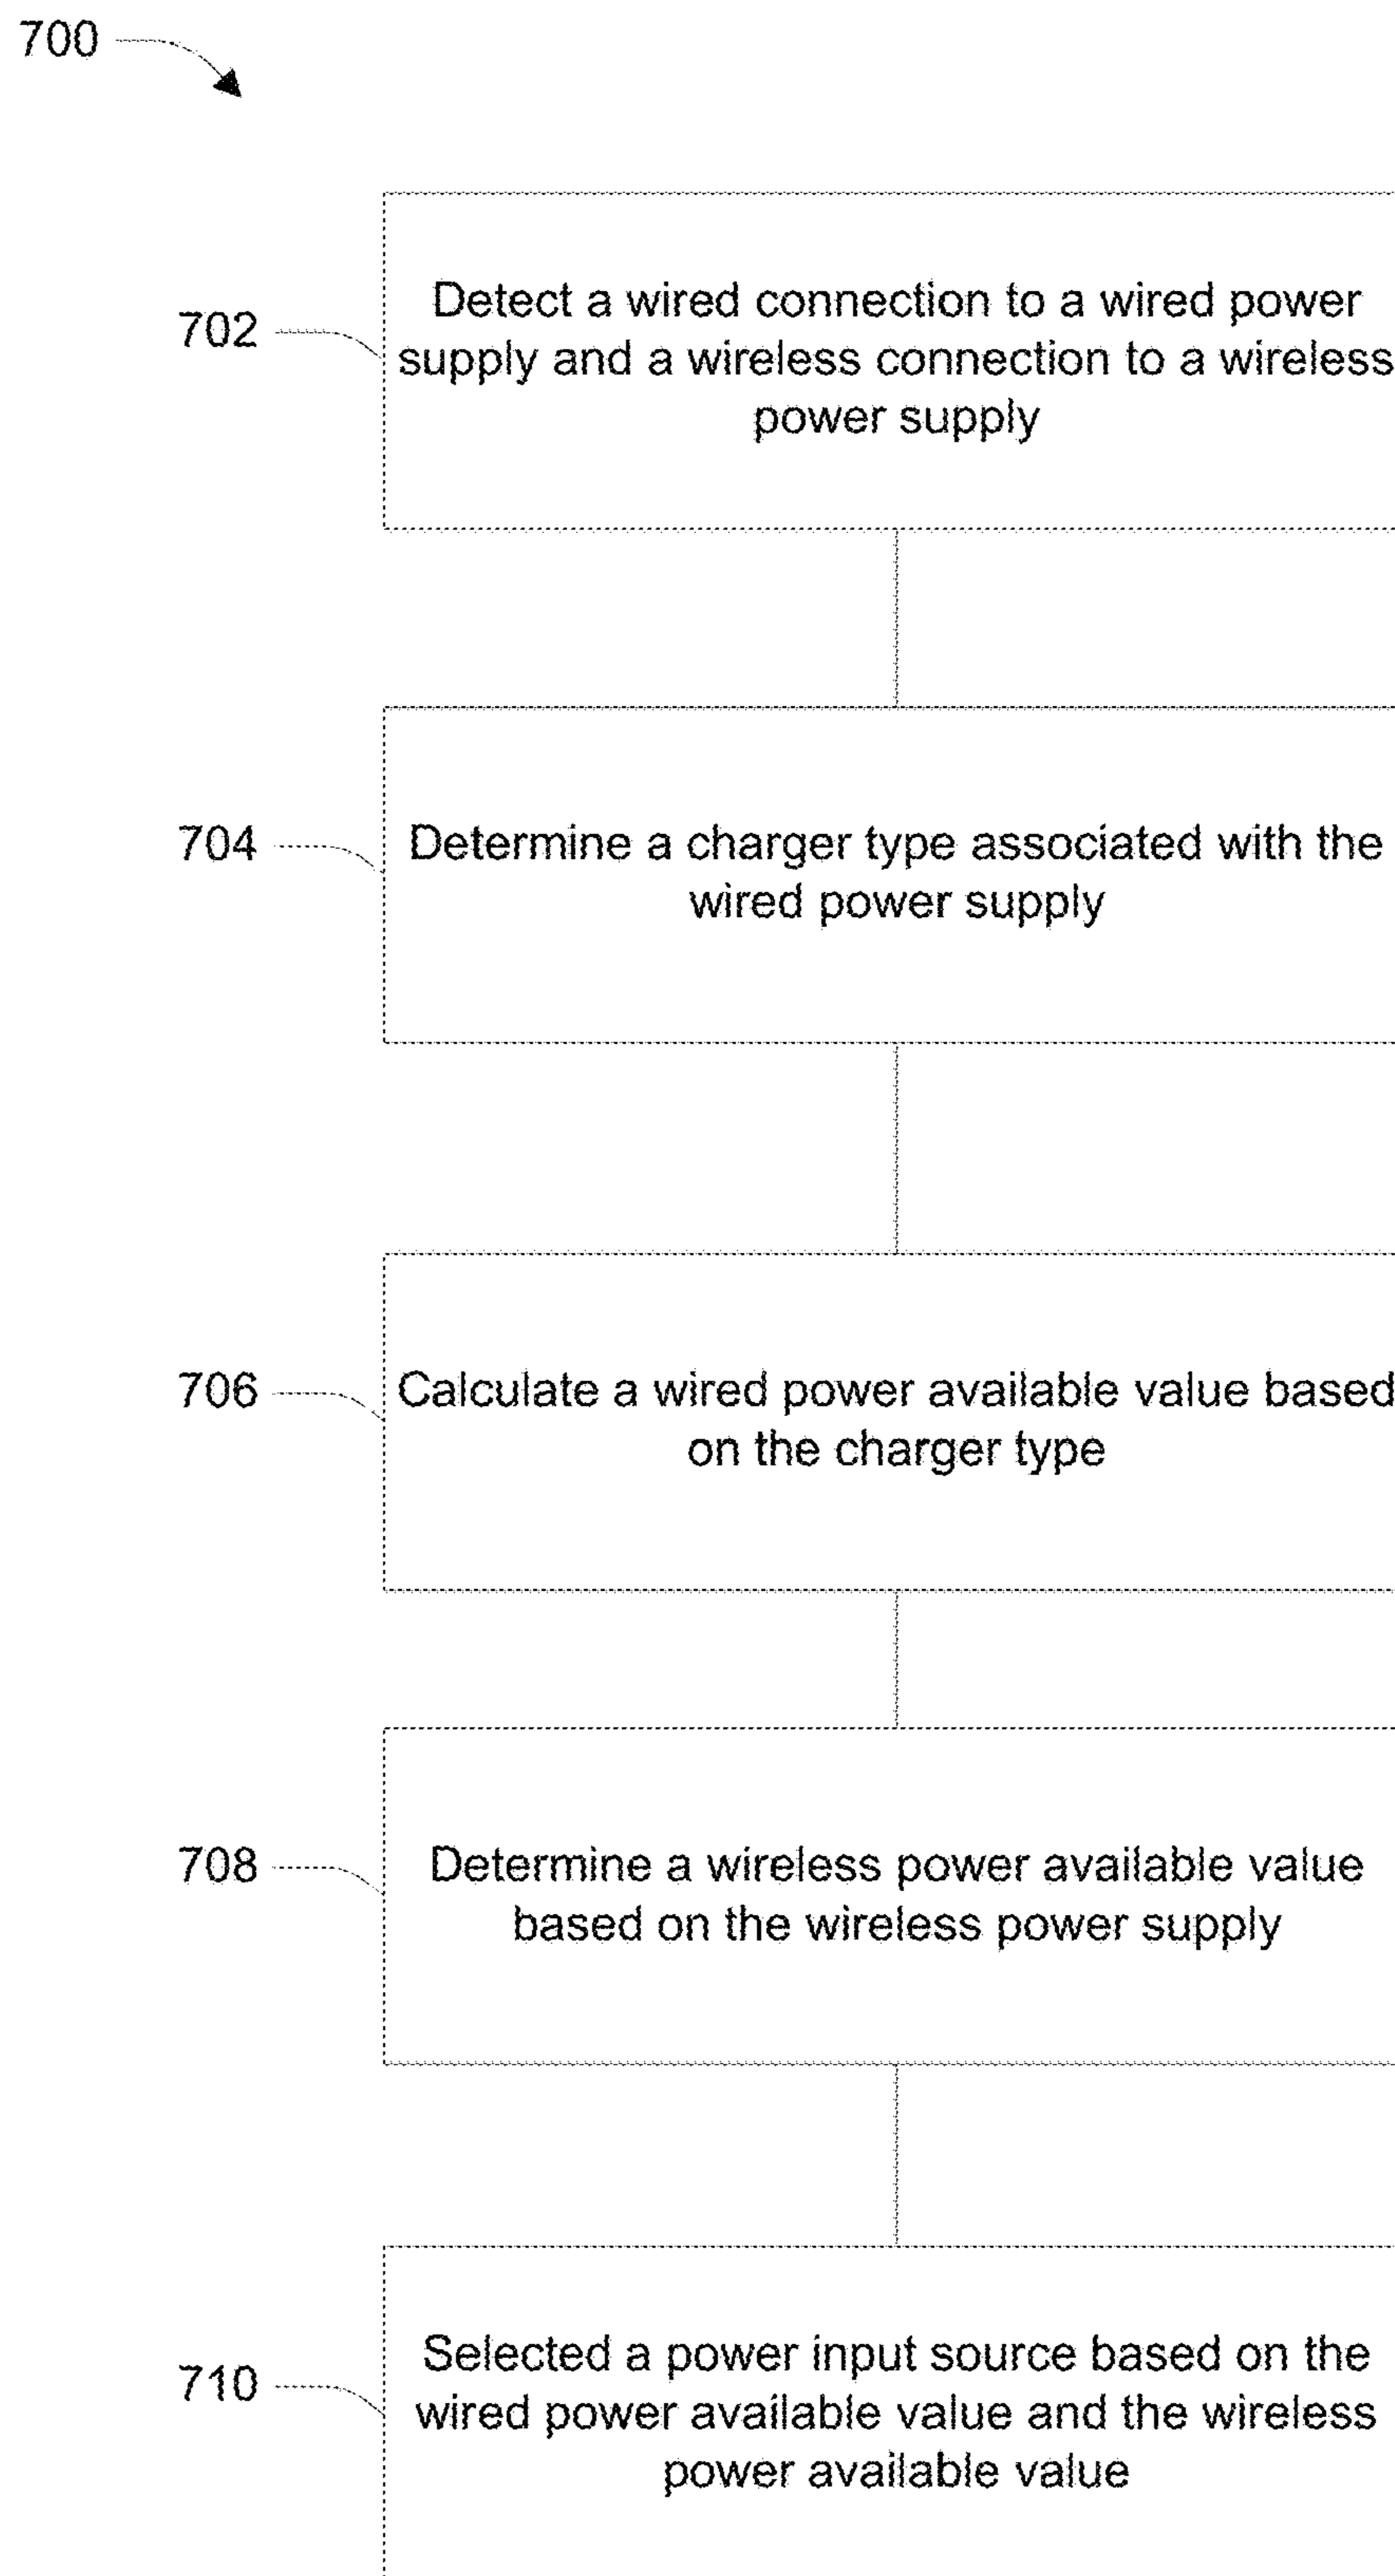 700
702
Detect a wired connection to a wired power
supply and a wireless connection to a wireless
power supply
704
Determine a charger type associated with the
wired power supply
706
Calculate a wired power available value based
on the charger type
708
Determine a wireless power available value
based on the wireless power supply
710
Selected a power input source based on the
wired power available value and the wireless
power available value